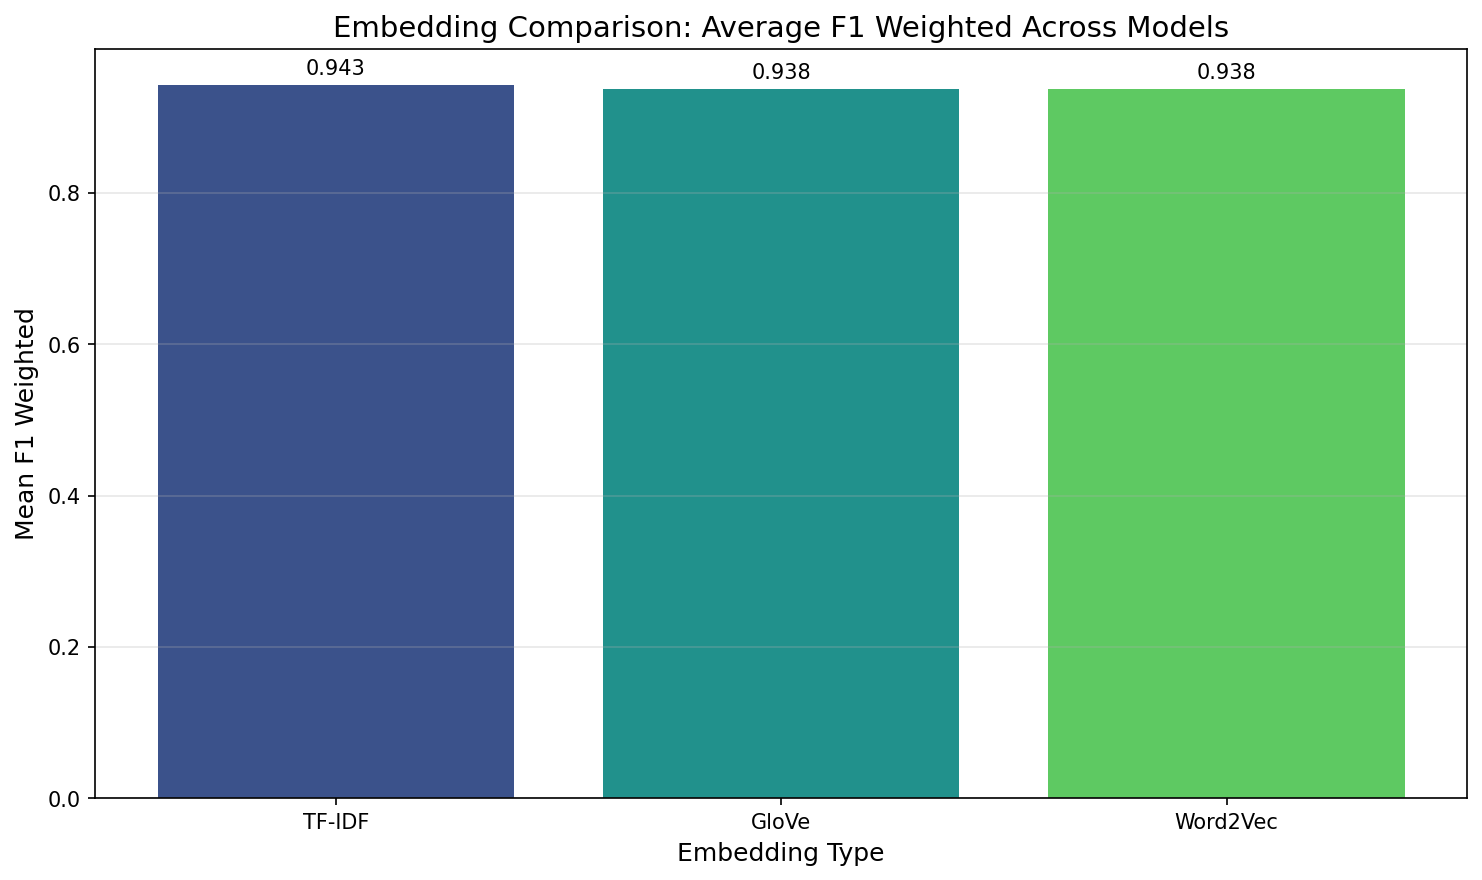 Embedding Comparison: Average F1 Weighted Across Models
0.943
0.938
0.938
0.8
0.6
0.4
0.2
0.0
Mean F1 Weighted
TF-IDF
GloVe
Word2Vec
Embedding Type